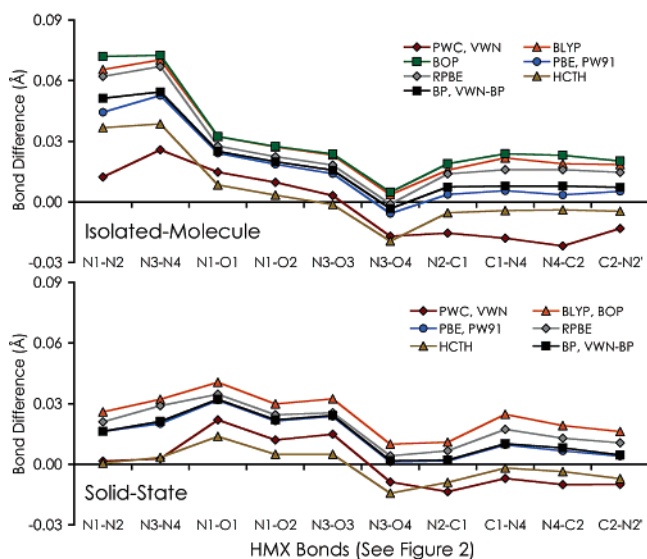 0.09
0.06
0.03
0.00
-0.03
Bond Difference (Å)
PWC, VWN
BLYP
BOP
PBE, PW91
RPBE
HCTH
BP, VWN-BP
Isolated-Molecule
N1-N2 N3-N4 N1-O1 N1-O2 N3-O3 N3-O4 N2-C1 C1-N4 N4-C2 C2-N2'
0.09
0.06
0.03
0.00
-0.03
Bond Difference (Å)
PWC, VWN
BLYP, BOP
PBE, PW91
RPBE
HCTH
BP, VWN-BP
Solid-State
N1-N2 N3-N4 N1-O1 N1-O2 N3-O3 N3-O4 N2-C1 C1-N4 N4-C2 C2-N2'
HMX Bonds (See Figure 2)